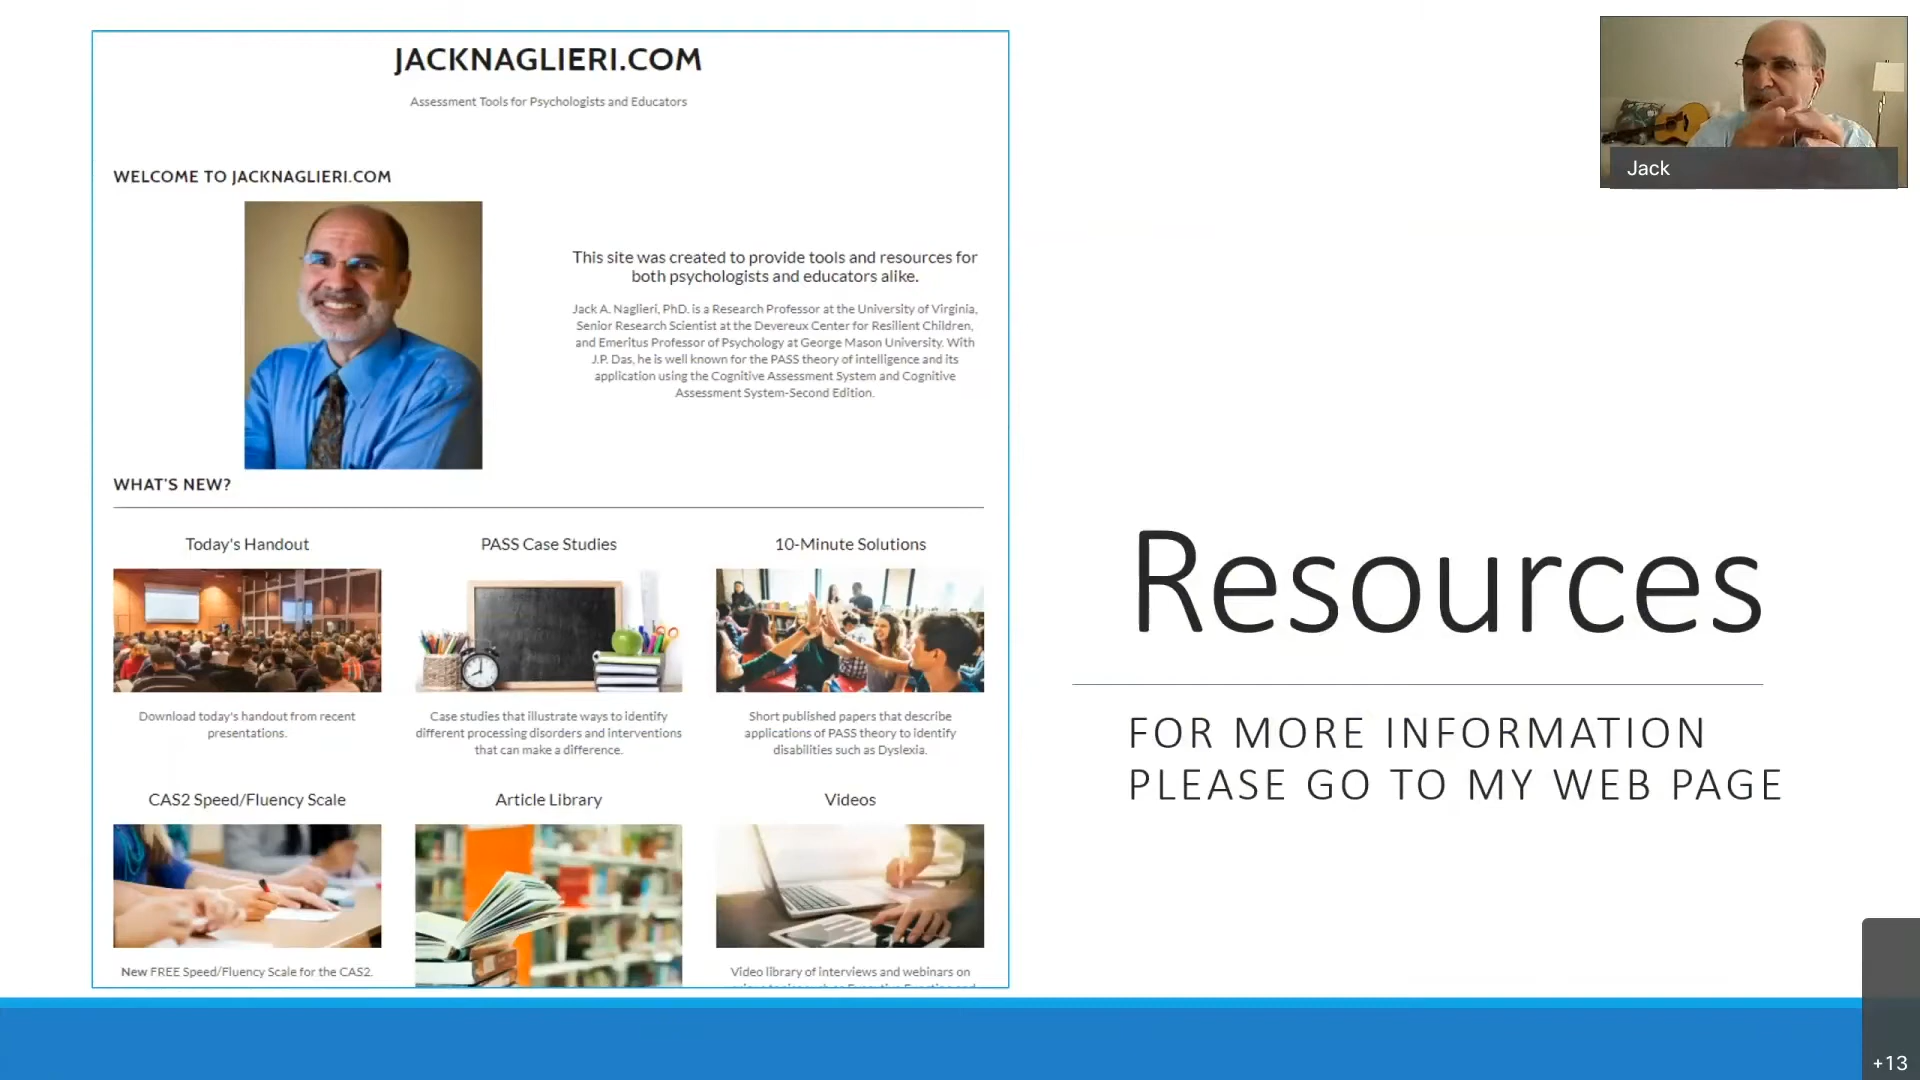 JACKNAGLIERI.COM
Assessment Tools for Psychologists and Educators
WELCOME TO JACKNAGLIERI.COM
This site was created to provide tools and resources for
both psychologists and educators alike.
Jack A. Naglieri, PhD. is a Research Professor at the University of Virginia,
Senior Research Scientist at the Devereux Center for Resilient Children,
and Emeritus Professor of Psychology at George Mason University. With
J.P. Das, he is well known for the PASS theory of intelligence and its
application using the Cognitive Assessment System and Cognitive
Assessment System-Second Edition.
WHAT'S NEW?
Today's Handout
Download today's handout from recent
presentations.
PASS Case Studies
Case studies that illustrate ways to identify
different processing disorders and interventions
that can make a difference.
10-Minute Solutions
Short published papers that describe
applications of PASS theory to identify
disabilities such as Dyslexia.
CAS2 Speed/Fluency Scale
New FREE Speed/Fluency Scale for the CAS2.
Article Library
Videos
Video library of interviews and webinars on
Resources
FOR MORE INFORMATION
PLEASE GO TO MY WEB PAGE
Jack
+13